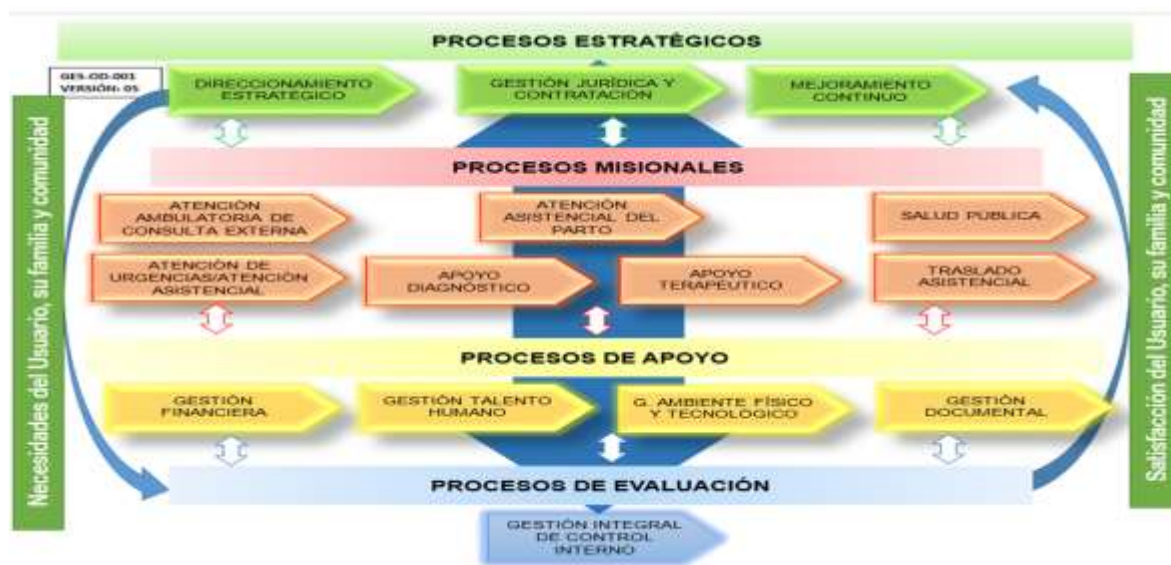 PROCESOS ESTRATÉGICOS
GES-OD-001
VERSIÓN: 05
DIRECCIONAMIENTO
ESTRATÉGICO
GESTIÓN JURÍDICA Y
CONTRATACIÓN
MEJORAMIENTO
CONTINUO
Necesidades del Usuario, su familia y comunidad
PROCESOS MISIONALES
ATENCIÓN
AMBULATORIA DE
CONSULTA EXTERNA
ATENCIÓN
ASISTENCIAL DEL
PARTO
SALUD PÚBLICA
ATENCIÓN DE
URGENCIAS/ATENCIÓN
ASISTENCIAL
APOYO
DIAGNÓSTICO
APOYO
TERAPÉUTICO
TRASLADO
ASISTENCIAL
PROCESOS DE APOYO
GESTIÓN
FINANCIERA
GESTIÓN TALENTO
HUMANO
G. AMBIENTE FÍSICO
Y TECNOLÓGICO
GESTIÓN
DOCUMENTAL
PROCESOS DE EVALUACIÓN
GESTIÓN INTEGRAL
DE CONTROL
INTERNO
Satisfacción del Usuario, su familia y comunidad